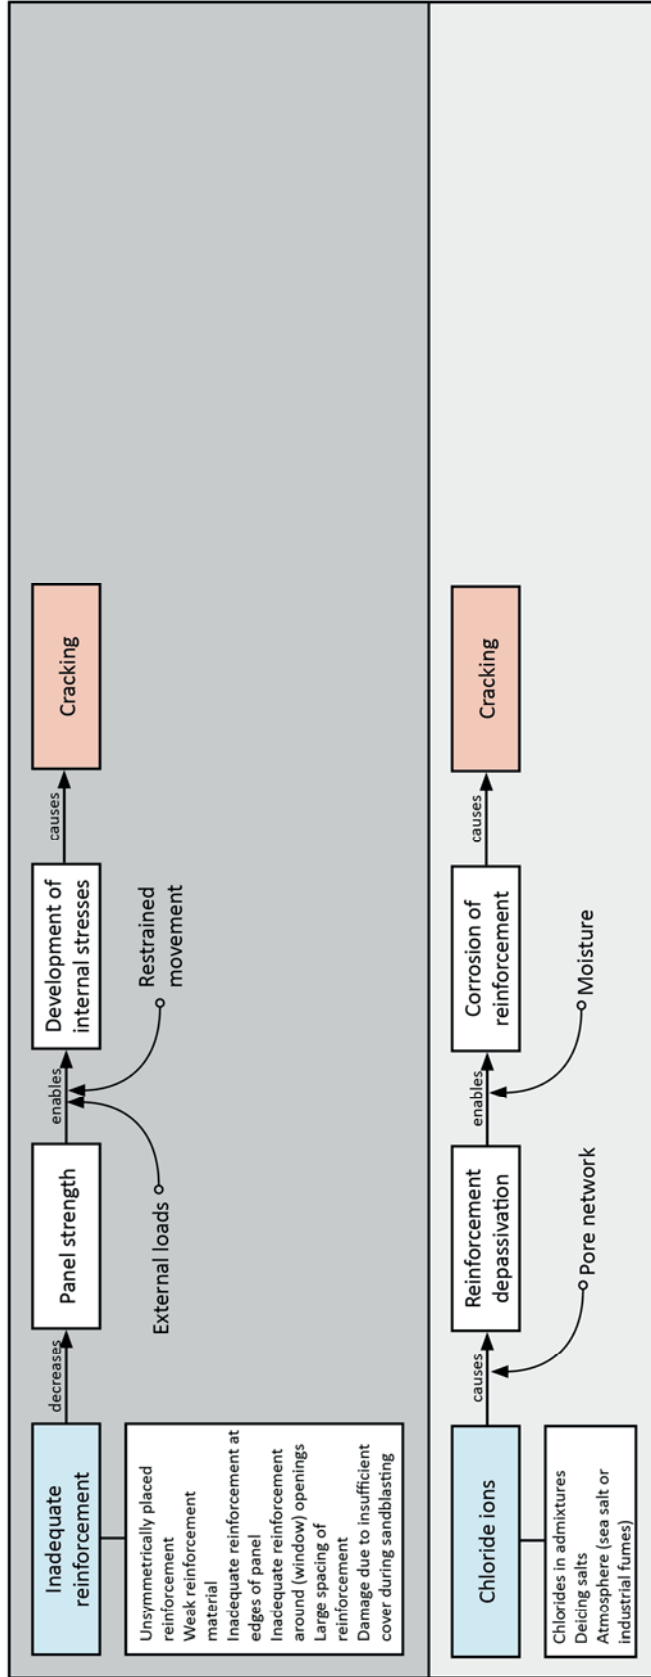 Inadequate
reinforcement
decreases
Panel strength
enables
Development of
internal stresses
causes
Cracking
External loads
Restrained
movement
Unsymmetrically placed
reinforcement
Weak reinforcement
material
Inadequate reinforcement at
edges of panel
Inadequate reinforcement
around (window) openings
Large spacing of
reinforcement
Damage due to insufficient
cover during sandblasting
Chloride ions
causes
Reinforcement
depassivation
enables
Corrosion of
reinforcement
causes
Cracking
Pore network
Moisture
Chlorides in admixtures
Deicing salts
Atmosphere (sea salt or
industrial fumes)